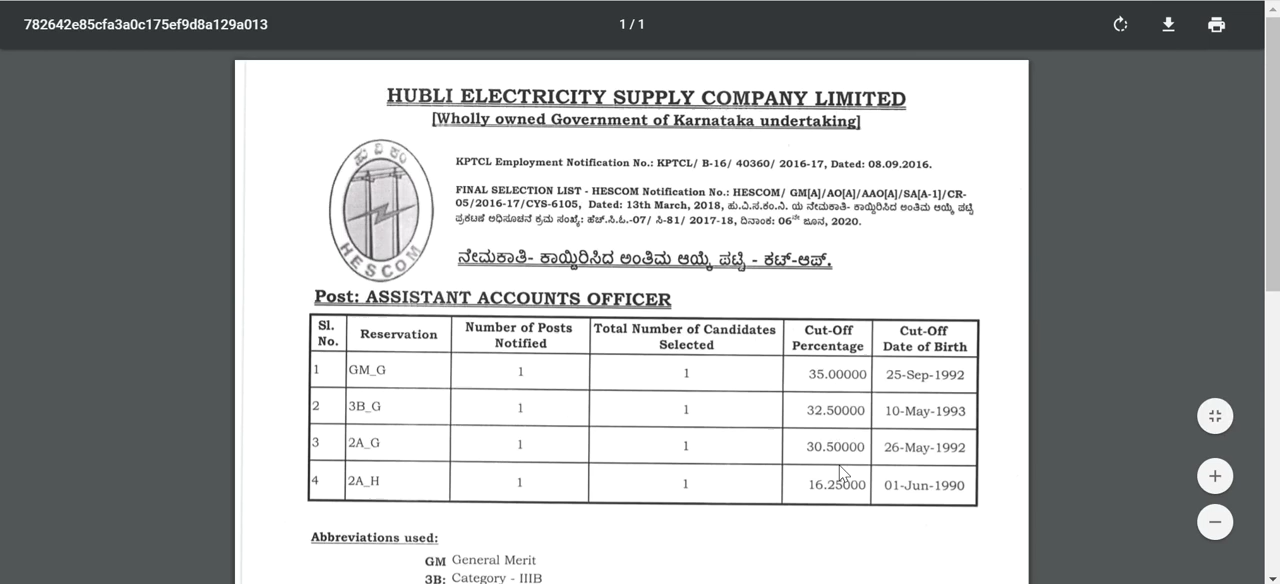 782642e85cfa3a0c175ef9d8a129a013
1 / 1
HUBLI ELECTRICITY SUPPLY COMPANY LIMITED
[Wholly owned Government of Karnataka undertaking]
ಹು ವಿ ಕಂ
HESCOM
KPTCL Employment Notification No.: KPTCL/ B-16/ 40360/ 2016-17, Dated: 08.09.2016.
FINAL SELECTION LIST - HESCOM Notification No.: HESCOM/ GM[A]/AO[A]/AAO[A]/SA[A-1]/CR-
05/2016-17/CYS-6105, Dated: 13th March, 2018, ಹು.ವಿ.ಸ.ಕಂ.ನಿ. ಯ ನೇಮಕಾತಿ- ಕಾಯ್ದಿರಿಸಿದ ಅಂತಿಮ ಆಯ್ಕೆ ಪಟ್ಟಿ
ಪ್ರಕಟಣೆ ಅಧಿಸೂಚನೆ ಕ್ರಮ ಸಂಖ್ಯೆ: ಹೆಚ್.ಸಿ.ಓ.-07/ ಸಿ-81/ 2017-18, ದಿನಾಂಕ: 06ನೇ ಜೂನ, 2020.
ನೇಮಕಾತಿ- ಕಾಯ್ದಿರಿಸಿದ ಅಂತಿಮ ಆಯ್ಕೆ ಪಟ್ಟಿ - ಕಟ್-ಆಪ್.
Post: ASSISTANT ACCOUNTS OFFICER
Sl. No. Reservation Number of Posts Notified Total Number of Candidates Selected Cut-Off Percentage Cut-Off Date of Birth
1 GM_G 1 1 35.00000 25-Sep-1992
2 3B_G 1 1 32.50000 10-May-1993
3 2A_G 1 1 30.50000 26-May-1992
4 2A_H 1 1 16.25000 01-Jun-1990
Abbreviations used:
GM General Merit
3B: Category - IIIB